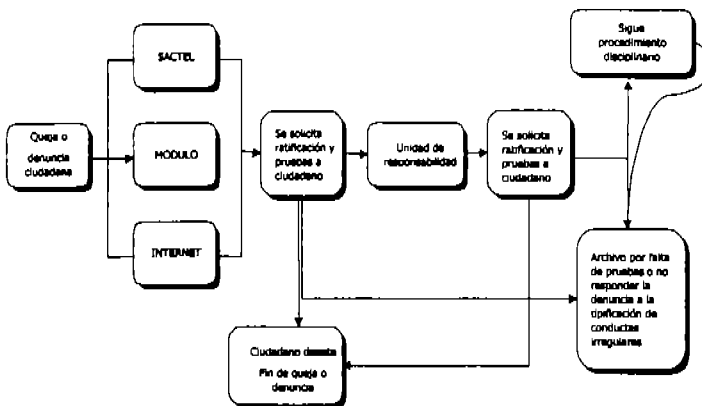 SACTEL
Queja o
denuncia
ciudadana
MÓDULO
INTERNET
Se solicita
ratificación y
pruebas a
ciudadano
Unidad de
responsabilidad
Se solicita
ratificación y
pruebas a
ciudadano
Sigue
procedimiento
disciplinario
Archivo por falta
de pruebas o no
responder la
denuncia a la
tipificación de
conductas
irregulares
Ciudadano desista
Fin de queja o
denuncia